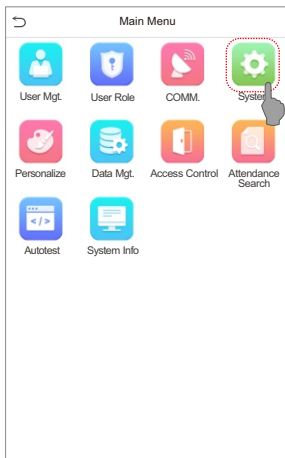 Main Menu
User Mgt.
User Role
COMM.
System
Personalize
Data Mgt.
Access Control
Attendance
Search
</>
Autotest
System Info